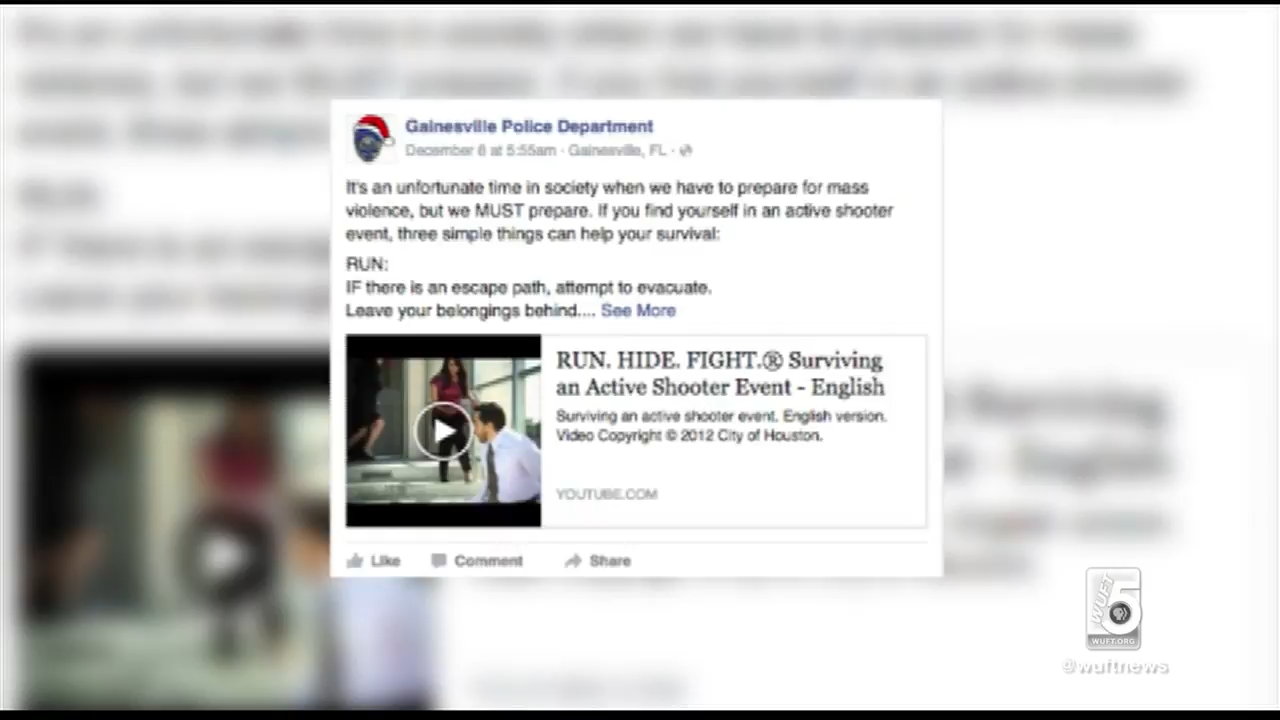 Gainesville Police Department
December 6 at 5:55am · Gainesville, FL ·
It's an unfortunate time in society when we have to prepare for mass
violence, but we MUST prepare. If you find yourself in an active shooter
event, three simple things can help your survival:
RUN:
IF there is an escape path, attempt to evacuate.
Leave your belongings behind.... See More
RUN. HIDE. FIGHT.® Surviving
an Active Shooter Event - English
Surviving an active shooter event. English version.
Video Copyright © 2012 City of Houston.
YOUTUBE.COM
Like Comment Share
WUFT 5
WUFT.ORG
@wuftnews